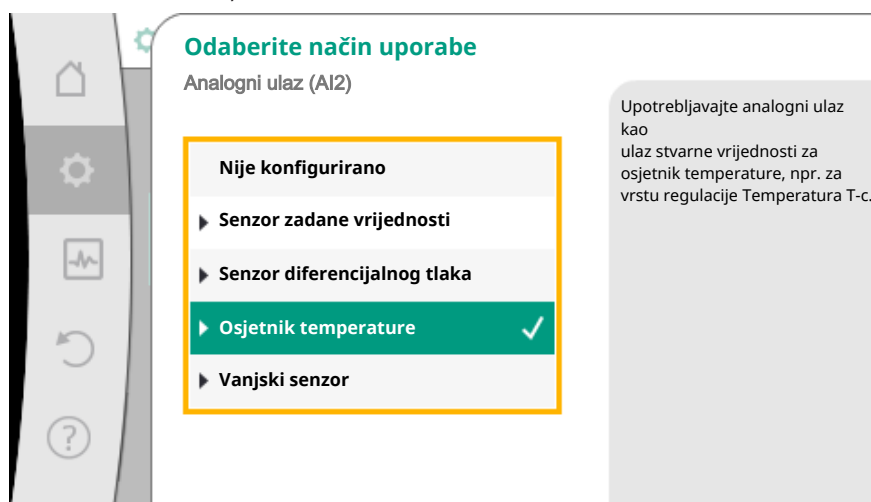 Odaberite način uporabe
Analogni ulaz (AI2)
Nije konfigurirano
Senzor zadane vrijednosti
Senzor diferencijalnog tlaka
Osjetnik temperature
Vanjski senzor
Upotrebljavajte analogni ulaz
kao
ulaz stvarne vrijednosti za
osjetnik temperature, npr. za
vrstu regulacije Temperatura T-c.
?